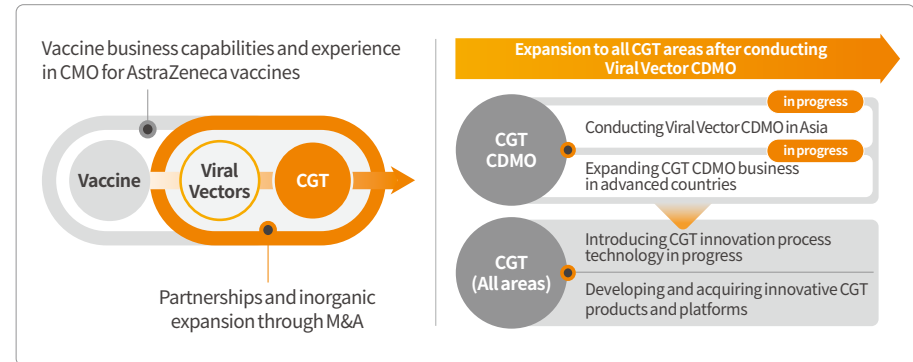 Vaccine business capabilities and experience
in CMO for AstraZeneca vaccines
Vaccine
Viral
Vectors
CGT
Partnerships and inorganic
expansion through M&A
Expansion to all CGT areas after conducting
Viral Vector CDMO
CGT
CDMO
in progress
Conducting Viral Vector CDMO in Asia
in progress
Expanding CGT CDMO business
in advanced countries
CGT
(All areas)
Introducing CGT innovation process
technology in progress
Developing and acquiring innovative CGT
products and platforms